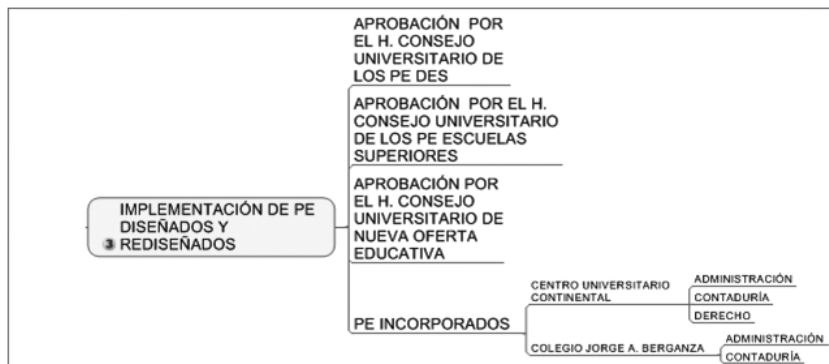 APROBACIÓN POR
EL H. CONSEJO
UNIVERSITARIO DE
LOS PE DES
APROBACIÓN POR EL H.
CONSEJO UNIVERSITARIO
DE LOS PE ESCUELAS
SUPERIORES
APROBACIÓN POR
EL H. CONSEJO
UNIVERSITARIO DE
NUEVA OFERTA
EDUCATIVA
IMPLEMENTACIÓN DE PE
DISEÑADOS Y
3 REDISEÑADOS
PE INCORPORADOS
CENTRO UNIVERSITARIO
CONTINENTAL
ADMINISTRACIÓN
CONTADURÍA
DERECHO
COLEGIO JORGE A. BERGANZA
ADMINISTRACIÓN
CONTADURÍA